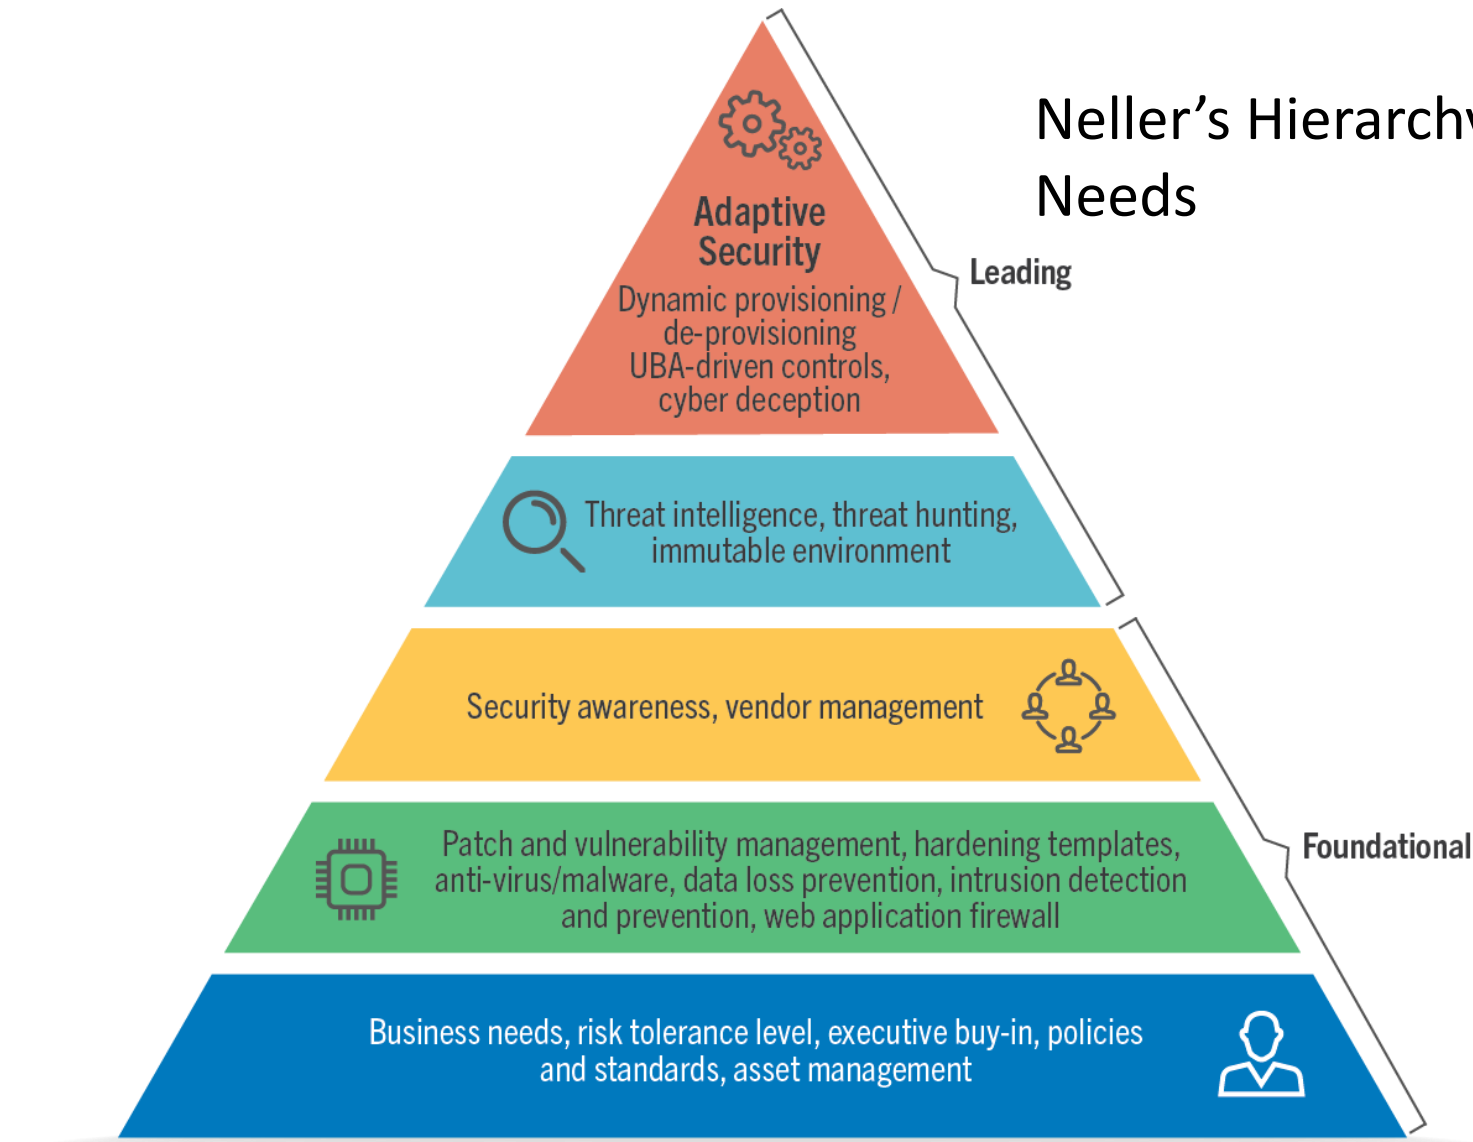 Neller's Hierarchy
Needs
Adaptive
Security
Dynamic provisioning /
de-provisioning
UBA-driven controls,
cyber deception
Leading
Threat intelligence, threat hunting,
immutable environment
Security awareness, vendor management
Patch and vulnerability management, hardening templates,
anti-virus/malware, data loss prevention, intrusion detection
and prevention, web application firewall
Foundational
Business needs, risk tolerance level, executive buy-in, policies
and standards, asset management